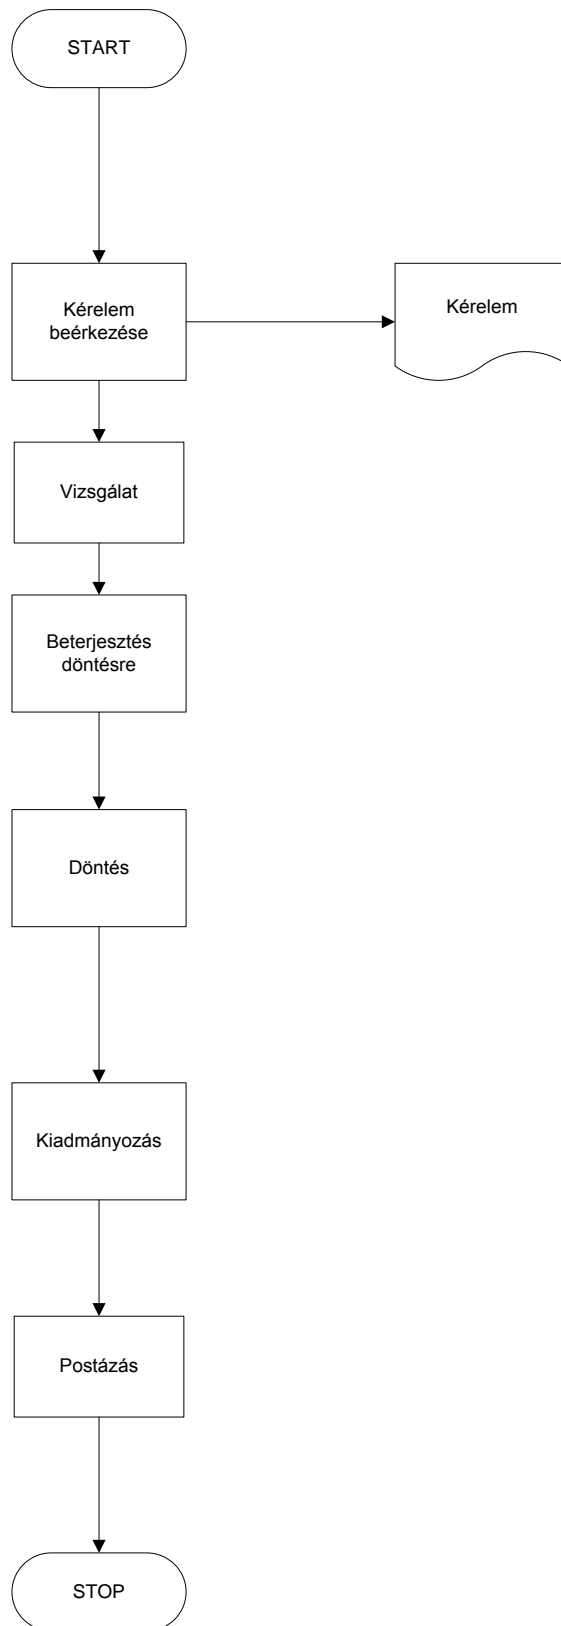 START
Kérelem
beérkezése
Kérelem
Vizsgálat
Beterjesztés
döntésre
Döntés
Kiadmányozás
Postázás
STOP